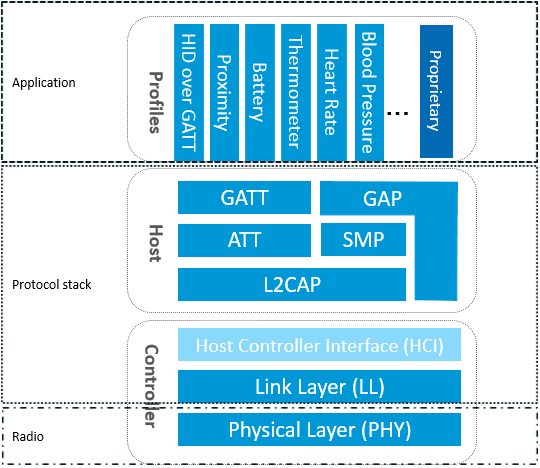 Application
Profiles
HID over GATT
Proximity
Battery
Thermometer
Heart Rate
Blood Pressure
...
Proprietary
Protocol stack
Host
GATT
GAP
ATT
SMP
L2CAP
Controller
Host Controller Interface (HCI)
Link Layer (LL)
Radio
Physical Layer (PHY)